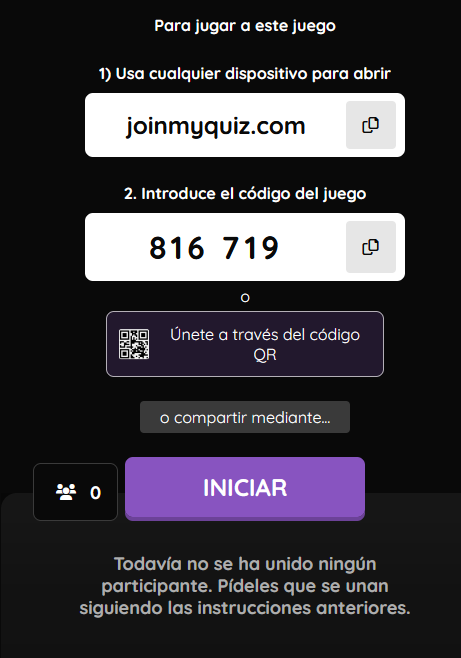 Para jugar a este juego
1) Usa cualquier dispositivo para abrir
joinmyquiz.com
2. Introduce el código del juego
816 719
o
Únete a través del código
QR
o compartir mediante...
0
INICIAR
Todavía no se ha unido ningún
participante. Pídeles que se unan
siguiendo las instrucciones anteriores.